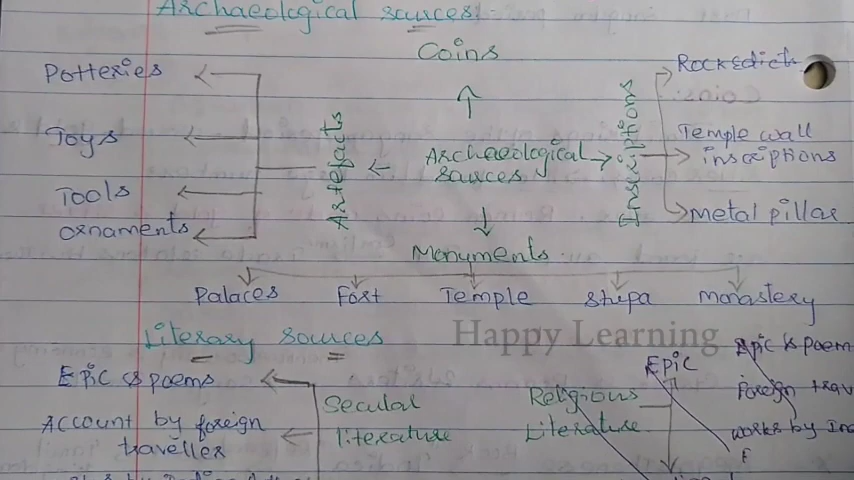 Archaeological sources:-
Coins
Potteries
Toys
Tools
ornaments
Artefacts
Archaeological
sources
Inscriptions
Temple wall
inscriptions
Metal pillar
Monuments
Palaces
Fort
Temple
Stupa
Monastery
Literary sources
Happy Learning
Epic & poems
Account by foreign
traveller
Secular
literature
Religious
Literature
Epic
Epic & poem
Foreign trav
works by In